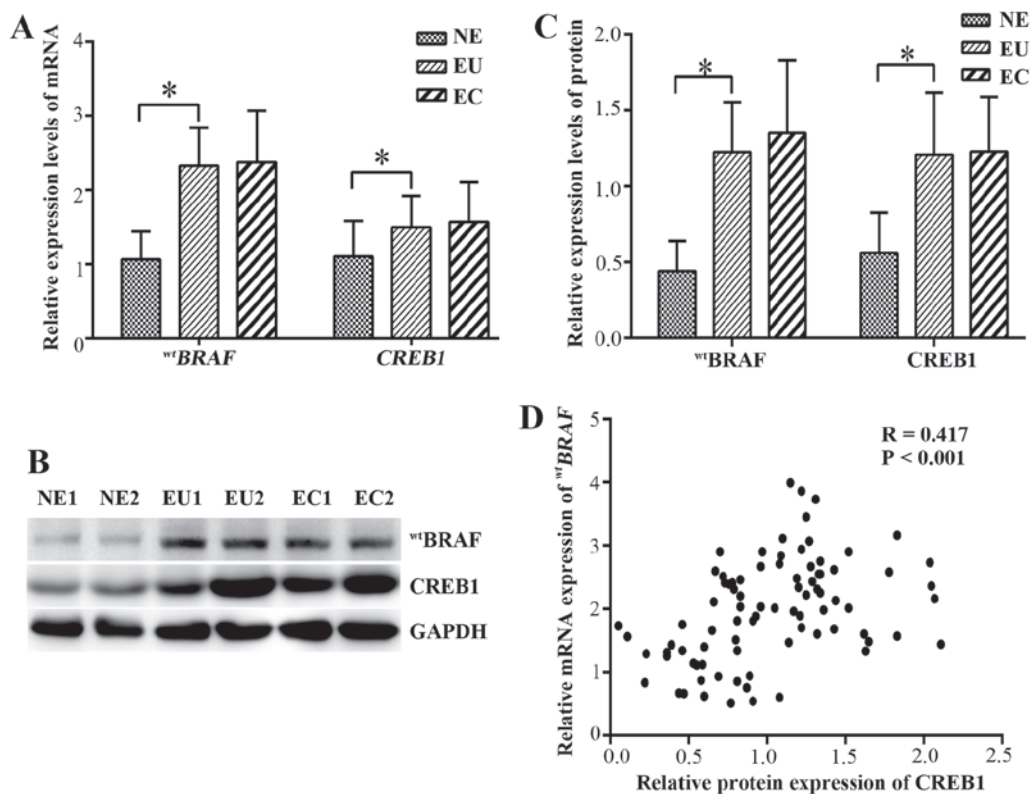 A
Relative expression levels of mRNA
4
3
2
1
0
NE
EU
EC
*
*
wtBRAF
CREB1
C
Relative expression levels of protein
2.0
1.5
1.0
0.5
0.0
NE
EU
EC
*
*
wtBRAF
CREB1
B
NE1 NE2 EU1 EU2 EC1 EC2
wtBRAF
CREB1
GAPDH
D
Relative mRNA expression of wtBRAF
5
4
3
2
1
0
R = 0.417
P < 0.001
0.0 0.5 1.0 1.5 2.0 2.5
Relative protein expression of CREB1